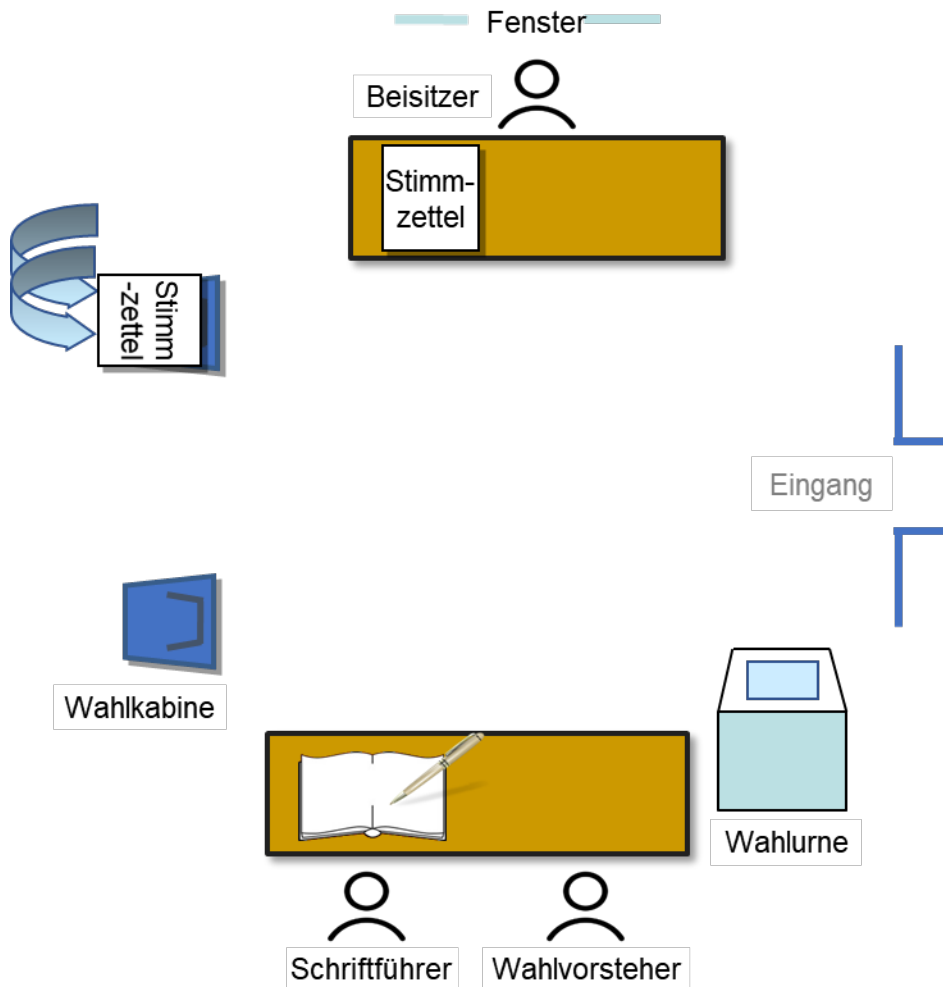 Fenster
Beisitzer
Stimm-
zettel
Stimm
-zettel
Eingang
Wahlkabine
Wahlurne
Schriftführer
Wahlvorsteher